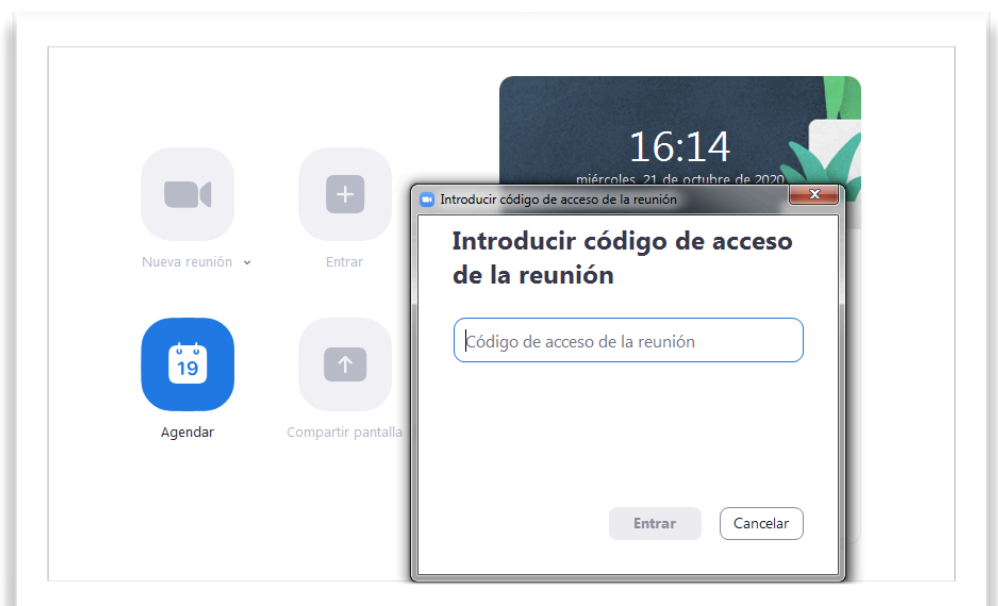 16:14
miércoles, 21 de octubre de 2020
Introducir código de acceso de la reunión
Introducir código de acceso
de la reunión
Nueva reunión
Entrar
Código de acceso de la reunión
19
Agendar
Compartir pantalla
Entrar
Cancelar